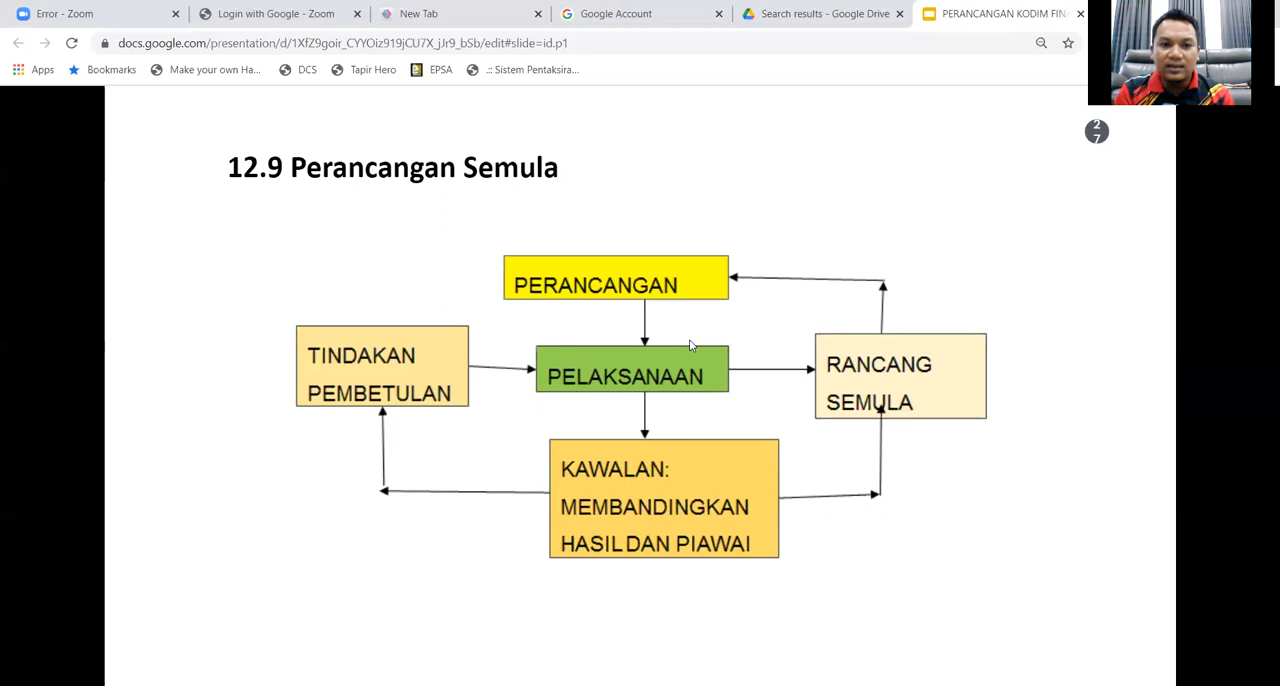 Error - Zoom
Login with Google - Zoom
New Tab
Google Account
Search results - Google Drive
PERANCANGAN KODIM FIN
docs.google.com/presentation/d/1XfZ9goir_CYYOiz919jCU7X_jJr9_bSb/edit#slide=id.p1
Apps
Bookmarks
Make your own Ha...
DCS
Tapir Hero
EPSA
.:: Sistem Pentaksira...
2
7
12.9 Perancangan Semula
PERANCANGAN
TINDAKAN
PEMBETULAN
PELAKSANAAN
RANCANG
SEMULA
KAWALAN:
MEMBANDINGKAN
HASIL DAN PIAWAI